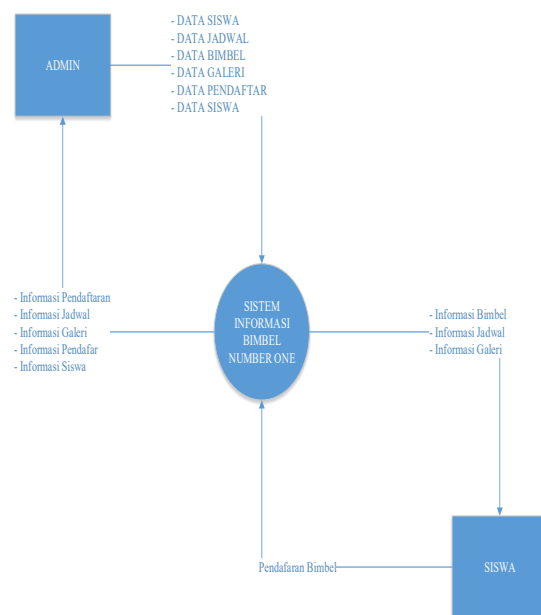 ADMIN
- DATA SISWA
- DATA JADWAL
- DATA BIMBEL
- DATA GALERI
- DATA PENDAFTAR
- DATA SISWA
- Informasi Pendaftaran
- Informasi Jadwal
- Informasi Galeri
- Informasi Pendafar
- Informasi Siswa
SISTEM
INFORMASI
BIMBEL
NUMBER ONE
- Informasi Bimbel
- Informasi Jadwal
- Informasi Galeri
Pendafaran Bimbel
SISWA